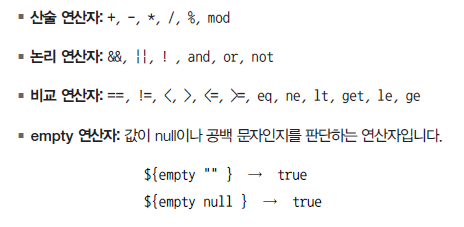 ▪ 산술 연산자: +, -, *, /, %, mod
▪ 논리 연산자: &&, ||, ! , and, or, not
▪ 비교 연산자: ==, !=, <, >, <=, >=, eq, ne, lt, get, le, ge
▪ empty 연산자: 값이 null이나 공백 문자인지를 판단하는 연산자입니다.
${empty "" } → true
${empty null } → true